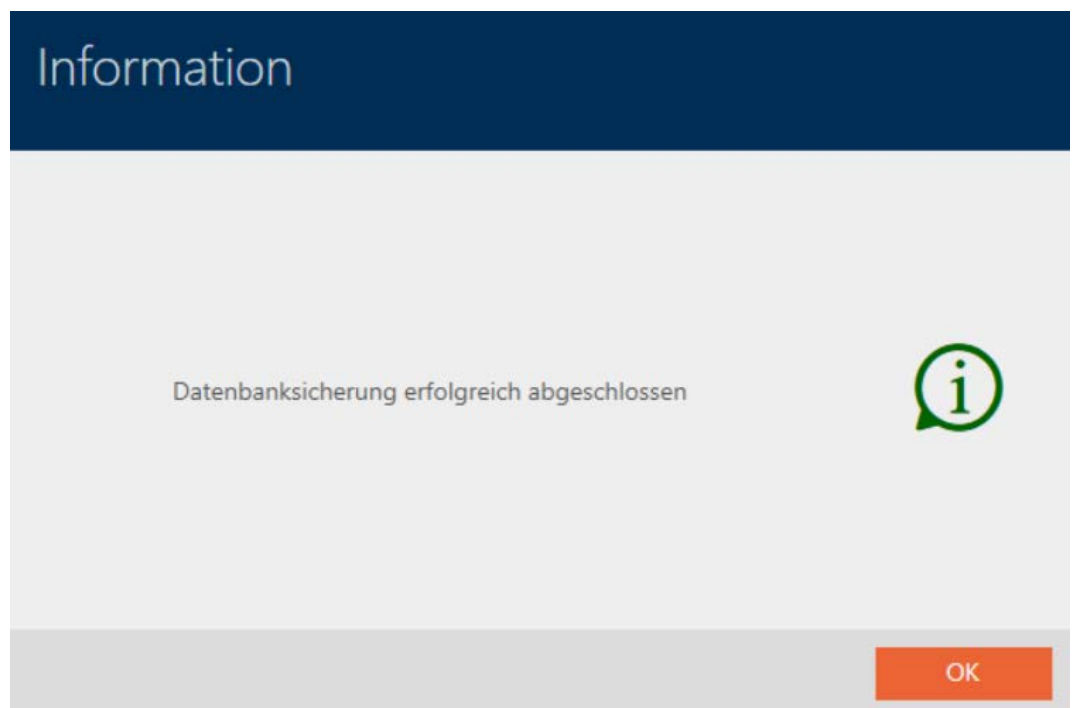 Information
Datenbanksicherung erfolgreich abgeschlossen
i
OK